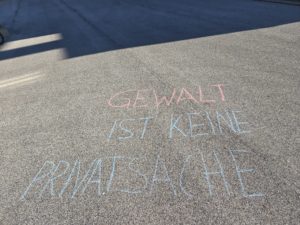 GEWALT
IST KEINE
PRIVATSACHE